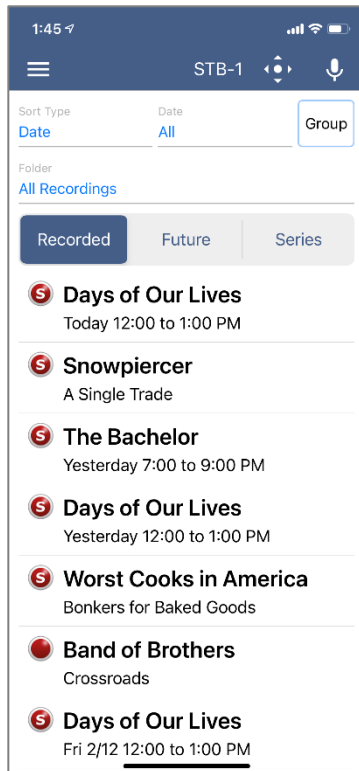 1:45
STB-1
Sort Type
Date
Date
All
Group
Folder
All Recordings
Recorded
Future
Series
S Days of Our Lives
Today 12:00 to 1:00 PM
S Snowpiercer
A Single Trade
S The Bachelor
Yesterday 7:00 to 9:00 PM
S Days of Our Lives
Yesterday 12:00 to 1:00 PM
S Worst Cooks in America
Bonkers for Baked Goods
Band of Brothers
Crossroads
S Days of Our Lives
Fri 2/12 12:00 to 1:00 PM